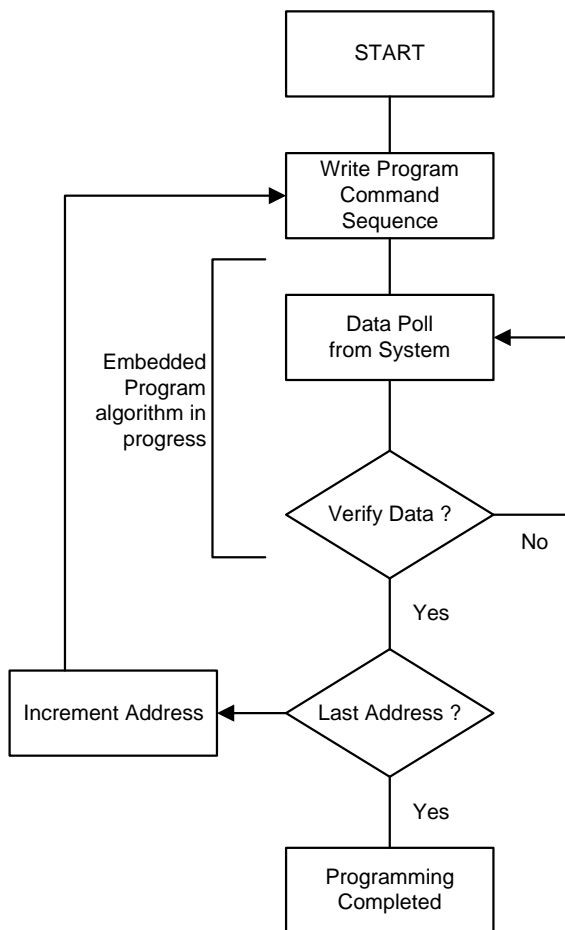 START
Write Program
Command
Sequence
Data Poll
from System
Embedded
Program
algorithm in
progress
Verify Data ?
No
Yes
Increment Address
Last Address ?
Yes
Programming
Completed